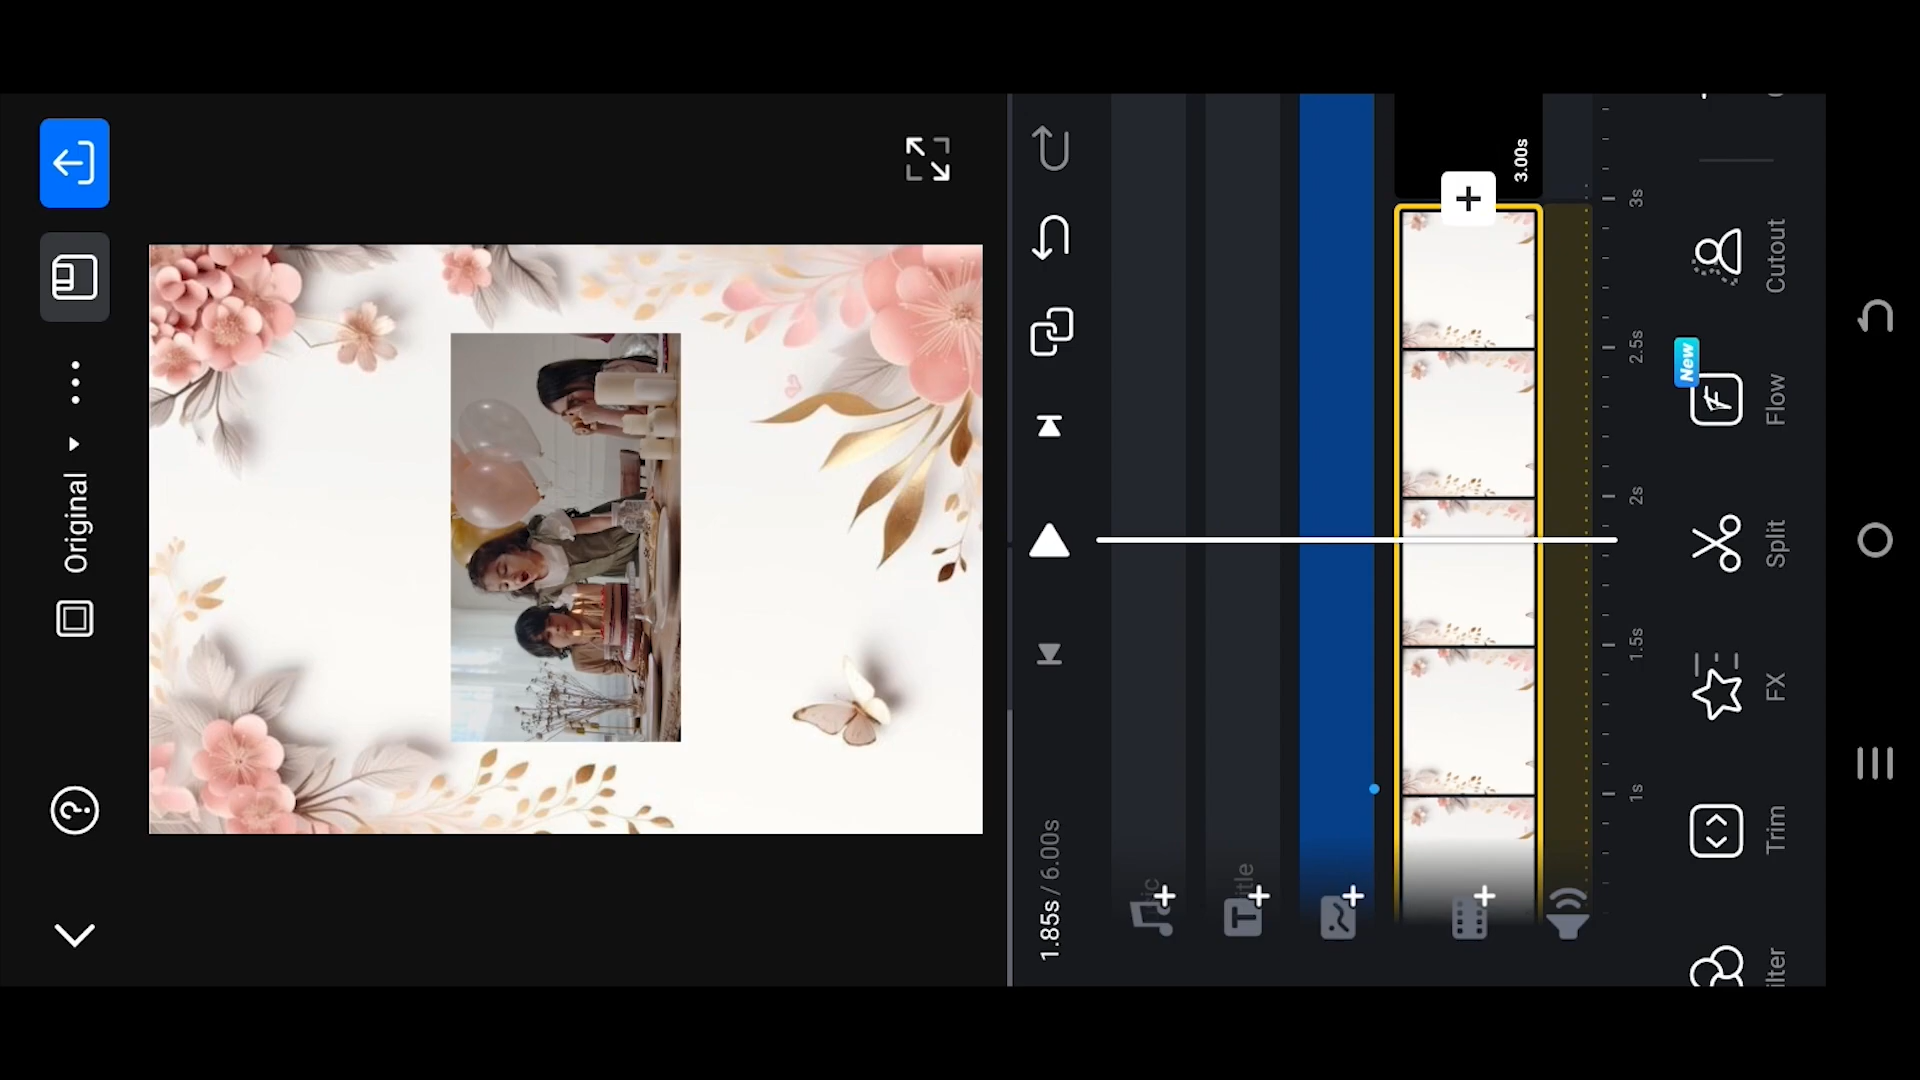 Original
1.85s / 6.00s
ic
itle
3.00s
1s
1.5s
2s
2.5s
3s
ilter
Trim
FX
Split
New
Flow
Cutout